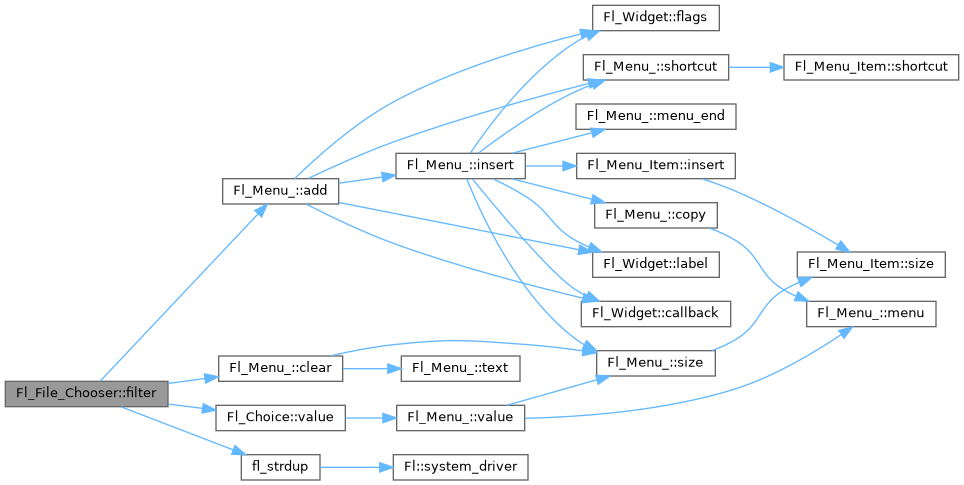 Fl_Widget::flags
Fl_Menu_::shortcut
Fl_Menu_Item::shortcut
Fl_Menu_::menu_end
Fl_Menu_::insert
Fl_Menu_Item::insert
Fl_Menu_::add
Fl_Menu_::copy
Fl_Widget::label
Fl_Menu_Item::size
Fl_Widget::callback
Fl_Menu_::menu
Fl_Menu_::clear
Fl_Menu_::text
Fl_Menu_::size
Fl_File_Chooser::filter
Fl_Choice::value
Fl_Menu_::value
fl_strdup
Fl::system_driver